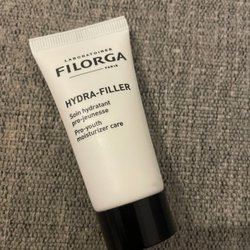 LABORATOIRES
FILORGA
PARIS
HYDRA-FILLER
Soin hydratant
pro-jeunesse
Pro-youth
moisturizer care